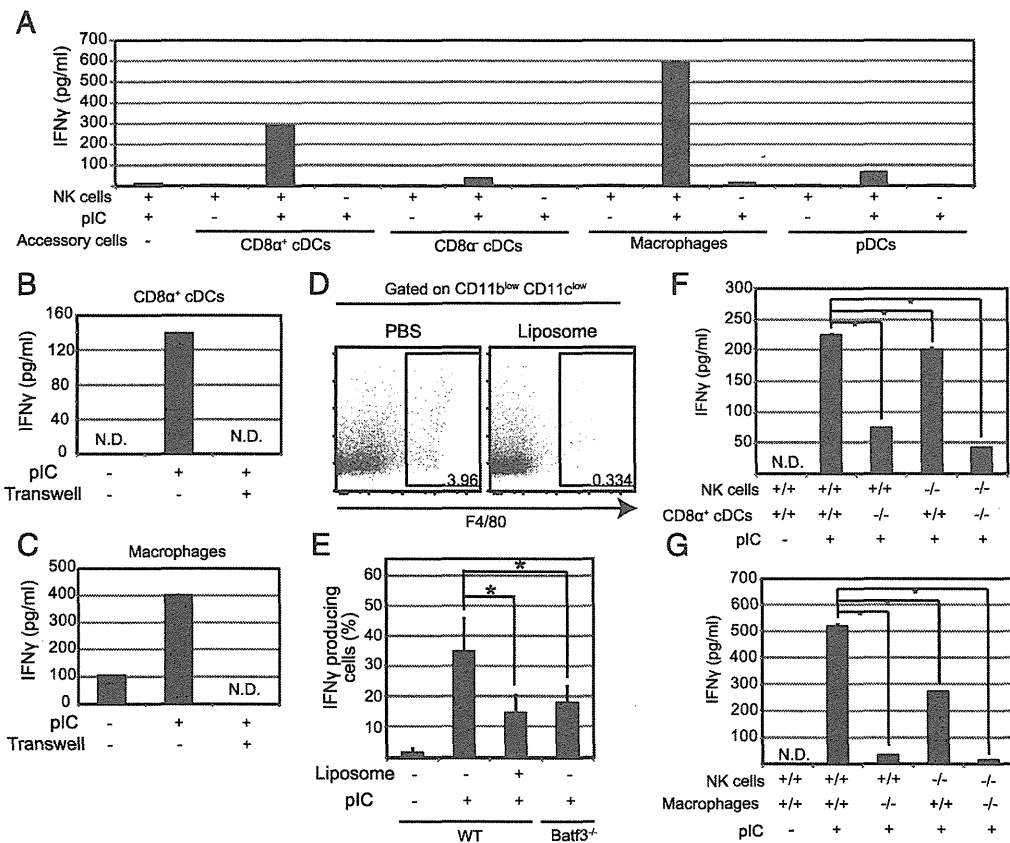 A
IFNγ (pg/ml)
700
600
500
400
300
200
100
NK cells + + + - + + - + + - + + -
pIC + - + + - + + - + + - + +
Accessory cells - CD8α+ cDCs CD8α- cDCs Macrophages pDCs
B
CD8α+ cDCs
IFNγ (pg/ml)
160
120
80
40
0
N.D. N.D.
pIC - + +
Transwell - - +
C
Macrophages
IFNγ (pg/ml)
500
400
300
200
100
0
N.D.
pIC - + +
Transwell - - +
D
Gated on CD11blow CD11clow
PBS Liposome
3.96 0.334
F4/80
E
IFNγ producing
cells (%)
60
50
40
30
20
10
* *
Liposome - - + -
pIC - + + +
WT Batf3-/-
F
IFNγ (pg/ml)
300
250
200
150
100
50
N.D.
NK cells +/+ +/+ +/+ -/- -/-
CD8α+ cDCs +/+ +/+ -/- +/+ -/-
pIC - + + + +
G
IFNγ (pg/ml)
700
600
500
400
300
200
100
N.D.
NK cells +/+ +/+ +/+ -/- -/-
Macrophages +/+ +/+ -/- +/+ -/-
pIC - + + + +